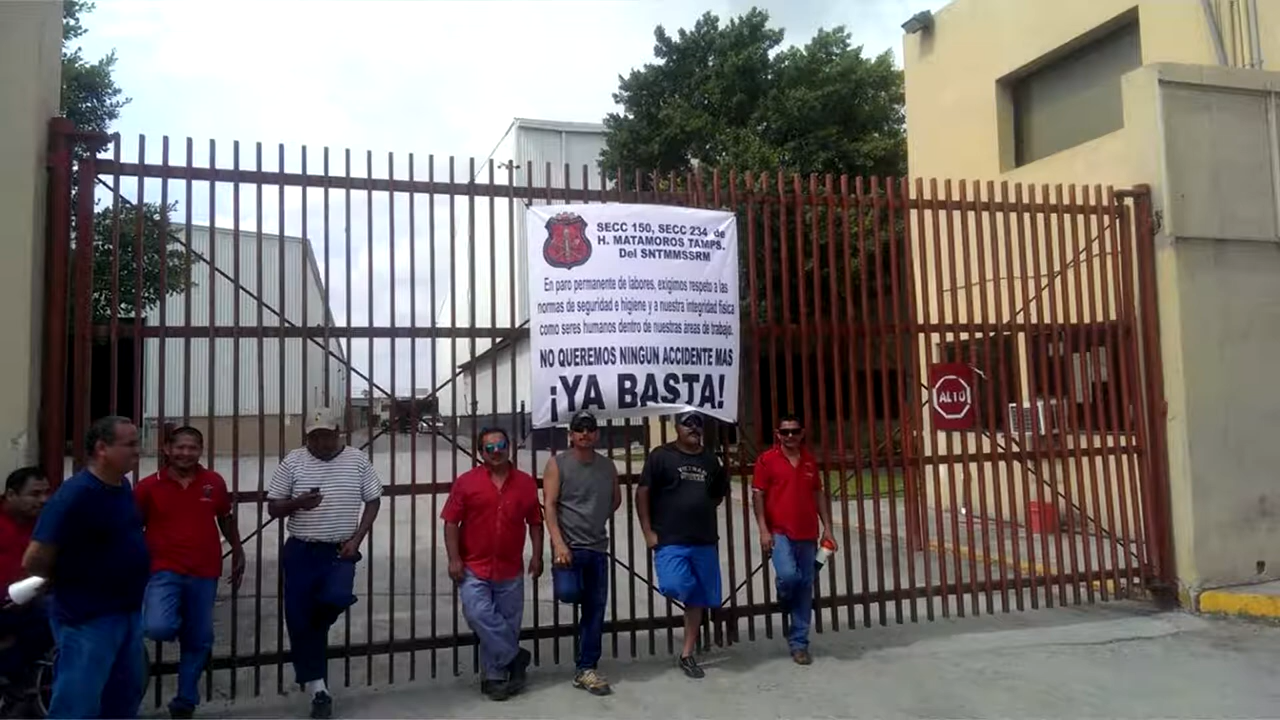 SECC 150, SECC 234 de
H. MATAMOROS TAMPS.
Del SNTMMSSRM
En paro permanente de labores, exigimos respeto a las
normas de seguridad e higiene y a nuestra integridad física
como seres humanos dentro de nuestras áreas de trabajo.
NO QUEREMOS NINGUN ACCIDENTE MAS
¡YA BASTA!
ALTO